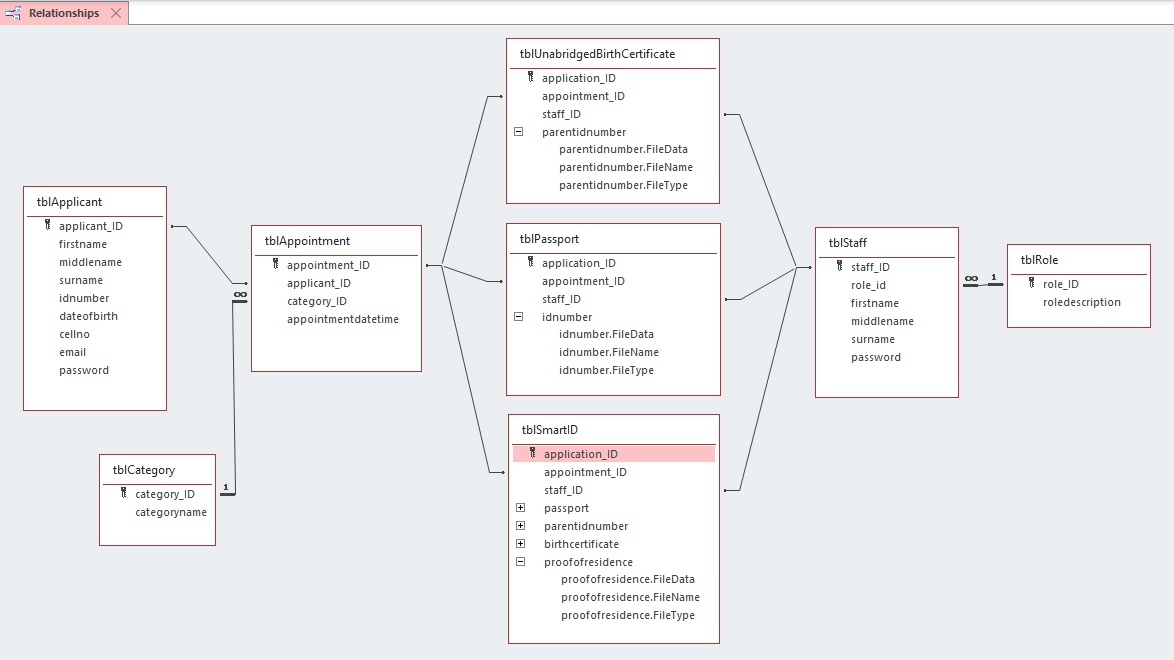 Relationships
tblUnabridgedBirthCertificate
application_ID
appointment_ID
staff_ID
parentidnumber
parentidnumber.FileData
parentidnumber.FileName
parentidnumber.FileType
tblApplicant
applicant_ID
firstname
middlename
surname
idnumber
dateofbirth
cellno
email
password
tblAppointment
appointment_ID
applicant_ID
category_ID
appointmentdatetime
∞
tblPassport
application_ID
appointment_ID
staff_ID
idnumber
idnumber.FileData
idnumber.FileName
idnumber.FileType
tblStaff
staff_ID
role_id
firstname
middlename
surname
password
∞ 1
tblRole
role_ID
roledescription
tblCategory
category_ID
categoryname
1
tblSmartID
application_ID
appointment_ID
staff_ID
passport
parentidnumber
birthcertificate
proofofresidence
proofofresidence.FileData
proofofresidence.FileName
proofofresidence.FileType